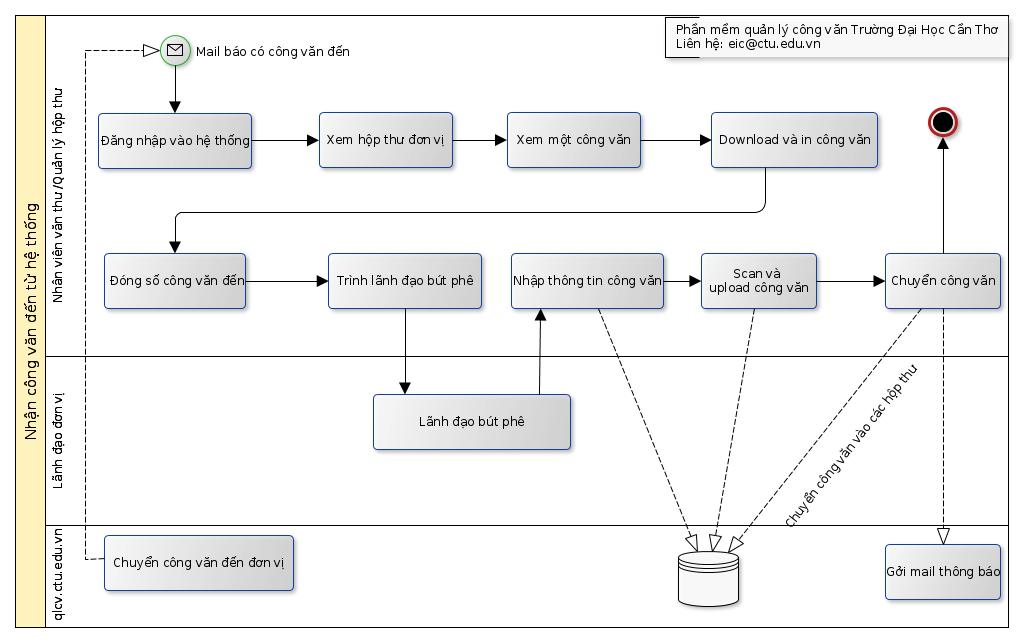 Phần mềm quản lý công văn Trường Đại Học Cần Thơ
Liên hệ: eic@ctu.edu.vn
Nhận công văn đến từ hệ thống
Nhân viên văn thư /Quản lý hộp thư
Mail báo có công văn đến
Đăng nhập vào hệ thống
Xem hộp thư đơn vị
Xem một công văn
Download và in công văn
Đóng số công văn đến
Trình lãnh đạo bút phê
Nhập thông tin công văn
Scan và
upload công văn
Chuyển công văn
Lãnh đạo đơn vị
Lãnh đạo bút phê
Chuyển công văn vào các hộp thư
qlcv.ctu.edu.vn
Chuyển công văn đến đơn vị
Gởi mail thông báo